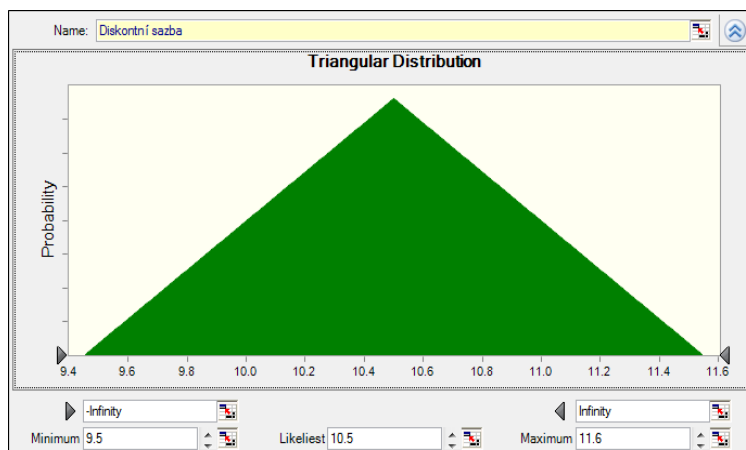 Name: Diskontní sazba
Triangular Distribution
Probability
9.4 9.6 9.8 10.0 10.2 10.4 10.6 10.8 11.0 11.2 11.4 11.6
-Infinity Infinity
Minimum 9.5 Likeliest 10.5 Maximum 11.6